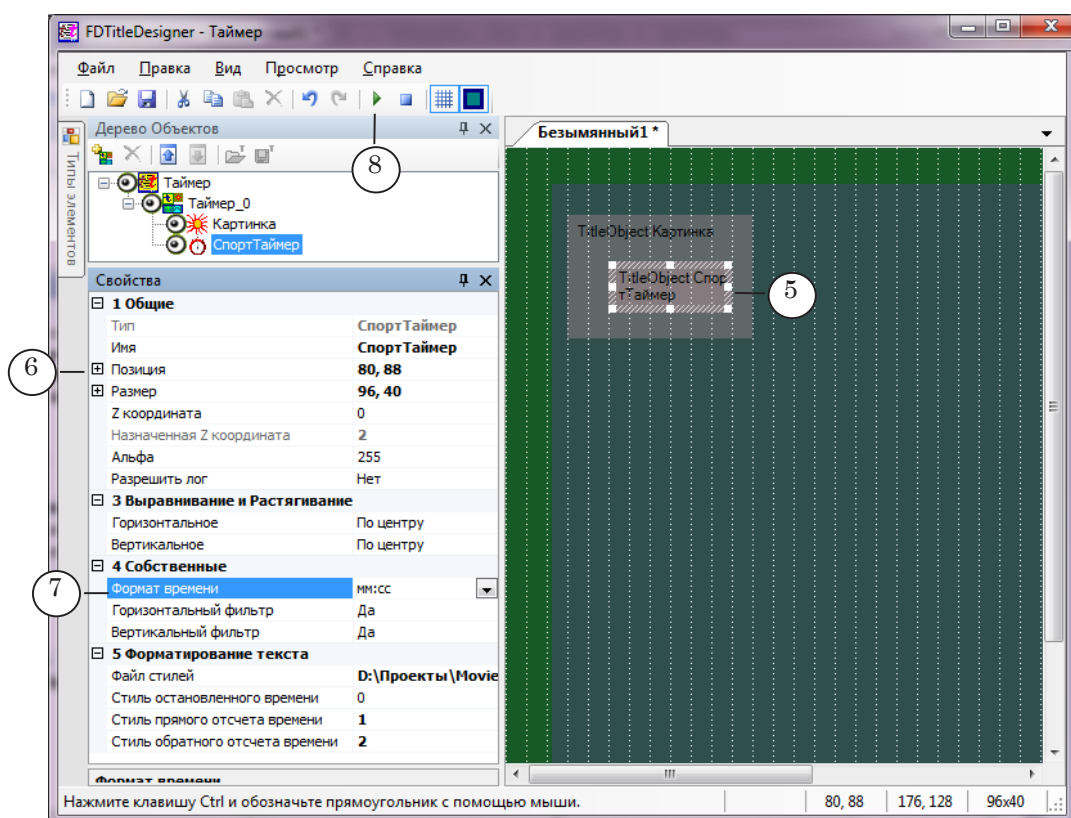 FDTitleDesigner - Таймер
Файл Правка Вид Просмотр Справка
8
Типы элементов
Дерево Объектов
Таймер
Таймер_0
Картинка
СпортТаймер
Безымянный1 *
TitleObject Картинка
TitleObject Спор
тТаймер
5
Свойства
1 Общие
Тип СпортТаймер
Имя СпортТаймер
6
Позиция 80, 88
Размер 96, 40
Z координата 0
Назначенная Z координата 2
Альфа 255
Разрешить лог Нет
3 Выравнивание и Растягивание
Горизонтальное По центру
Вертикальное По центру
4 Собственные
7
Формат времени мм:сс
Горизонтальный фильтр Да
Вертикальный фильтр Да
5 Форматирование текста
Файл стилей D:\Проекты\Movie
Стиль остановленного времени 0
Стиль прямого отсчета времени 1
Стиль обратного отсчета времени 2
Формат времени
Нажмите клавишу Ctrl и обозначьте прямоугольник с помощью мыши. 80, 88 176, 128 96x40